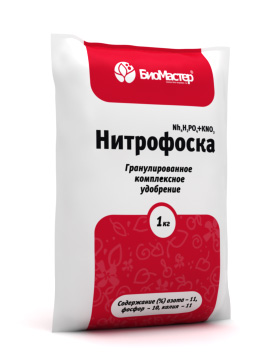 БиоМастер®
Nh₄H₂PO₄+KNO₃
Нитрофоска
Гранулированное
комплексное
удобрение
1кг
Содержание (%) азота – 11,
фосфор – 10, калия – 11